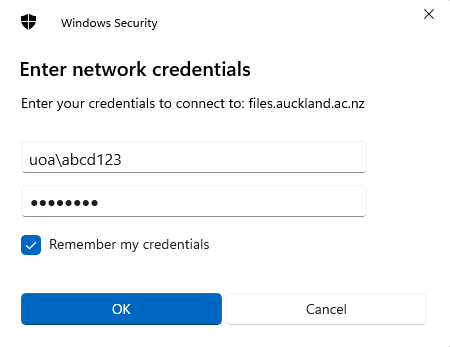 Windows Security
Enter network credentials
Enter your credentials to connect to: files.auckland.ac.nz
uoa\abcd123
●●●●●●●●
Remember my credentials
OK
Cancel